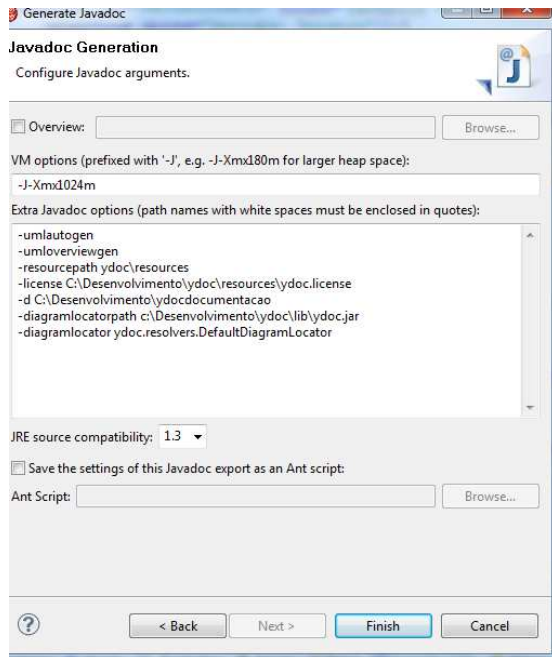 Generate Javadoc
Javadoc Generation
Configure Javadoc arguments.
Overview:
Browse...
VM options (prefixed with '-J', e.g. -J-Xmx180m for larger heap space):
-J-Xmx1024m
Extra Javadoc options (path names with white spaces must be enclosed in quotes):
-umlautogen
-umloverviewgen
-resourcepath ydoc\resources
-license C:\Desenvolvimento\ydoc\resources\ydoc.license
-d C:\Desenvolvimento\ydocdocumentacao
-diagramlocatorpath c:\Desenvolvimento\ydoc\lib\ydoc.jar
-diagramlocator ydoc.resolvers.DefaultDiagramLocator
JRE source compatibility: 1.3
Save the settings of this Javadoc export as an Ant script:
Ant Script:
Browse...
< Back
Next >
Finish
Cancel